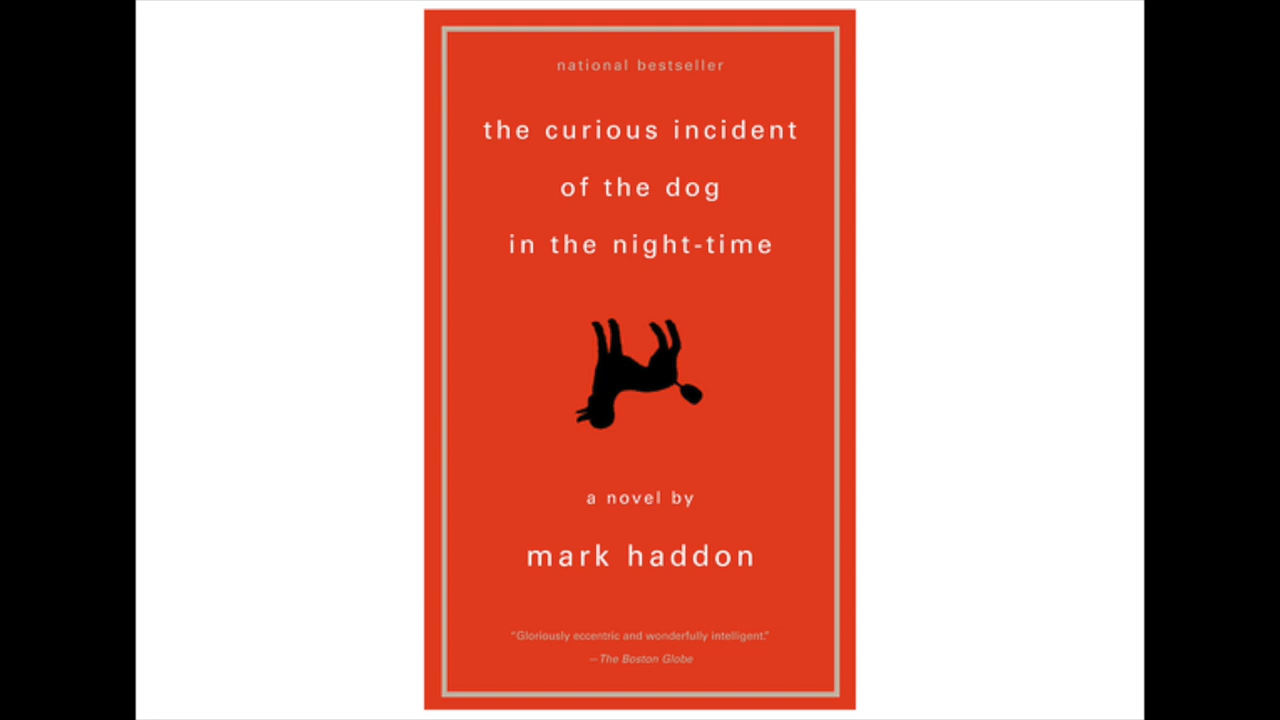 national bestseller
the curious incident
of the dog
in the night-time
a novel by
mark haddon
“Gloriously eccentric and wonderfully intelligent.”
—The Boston Globe